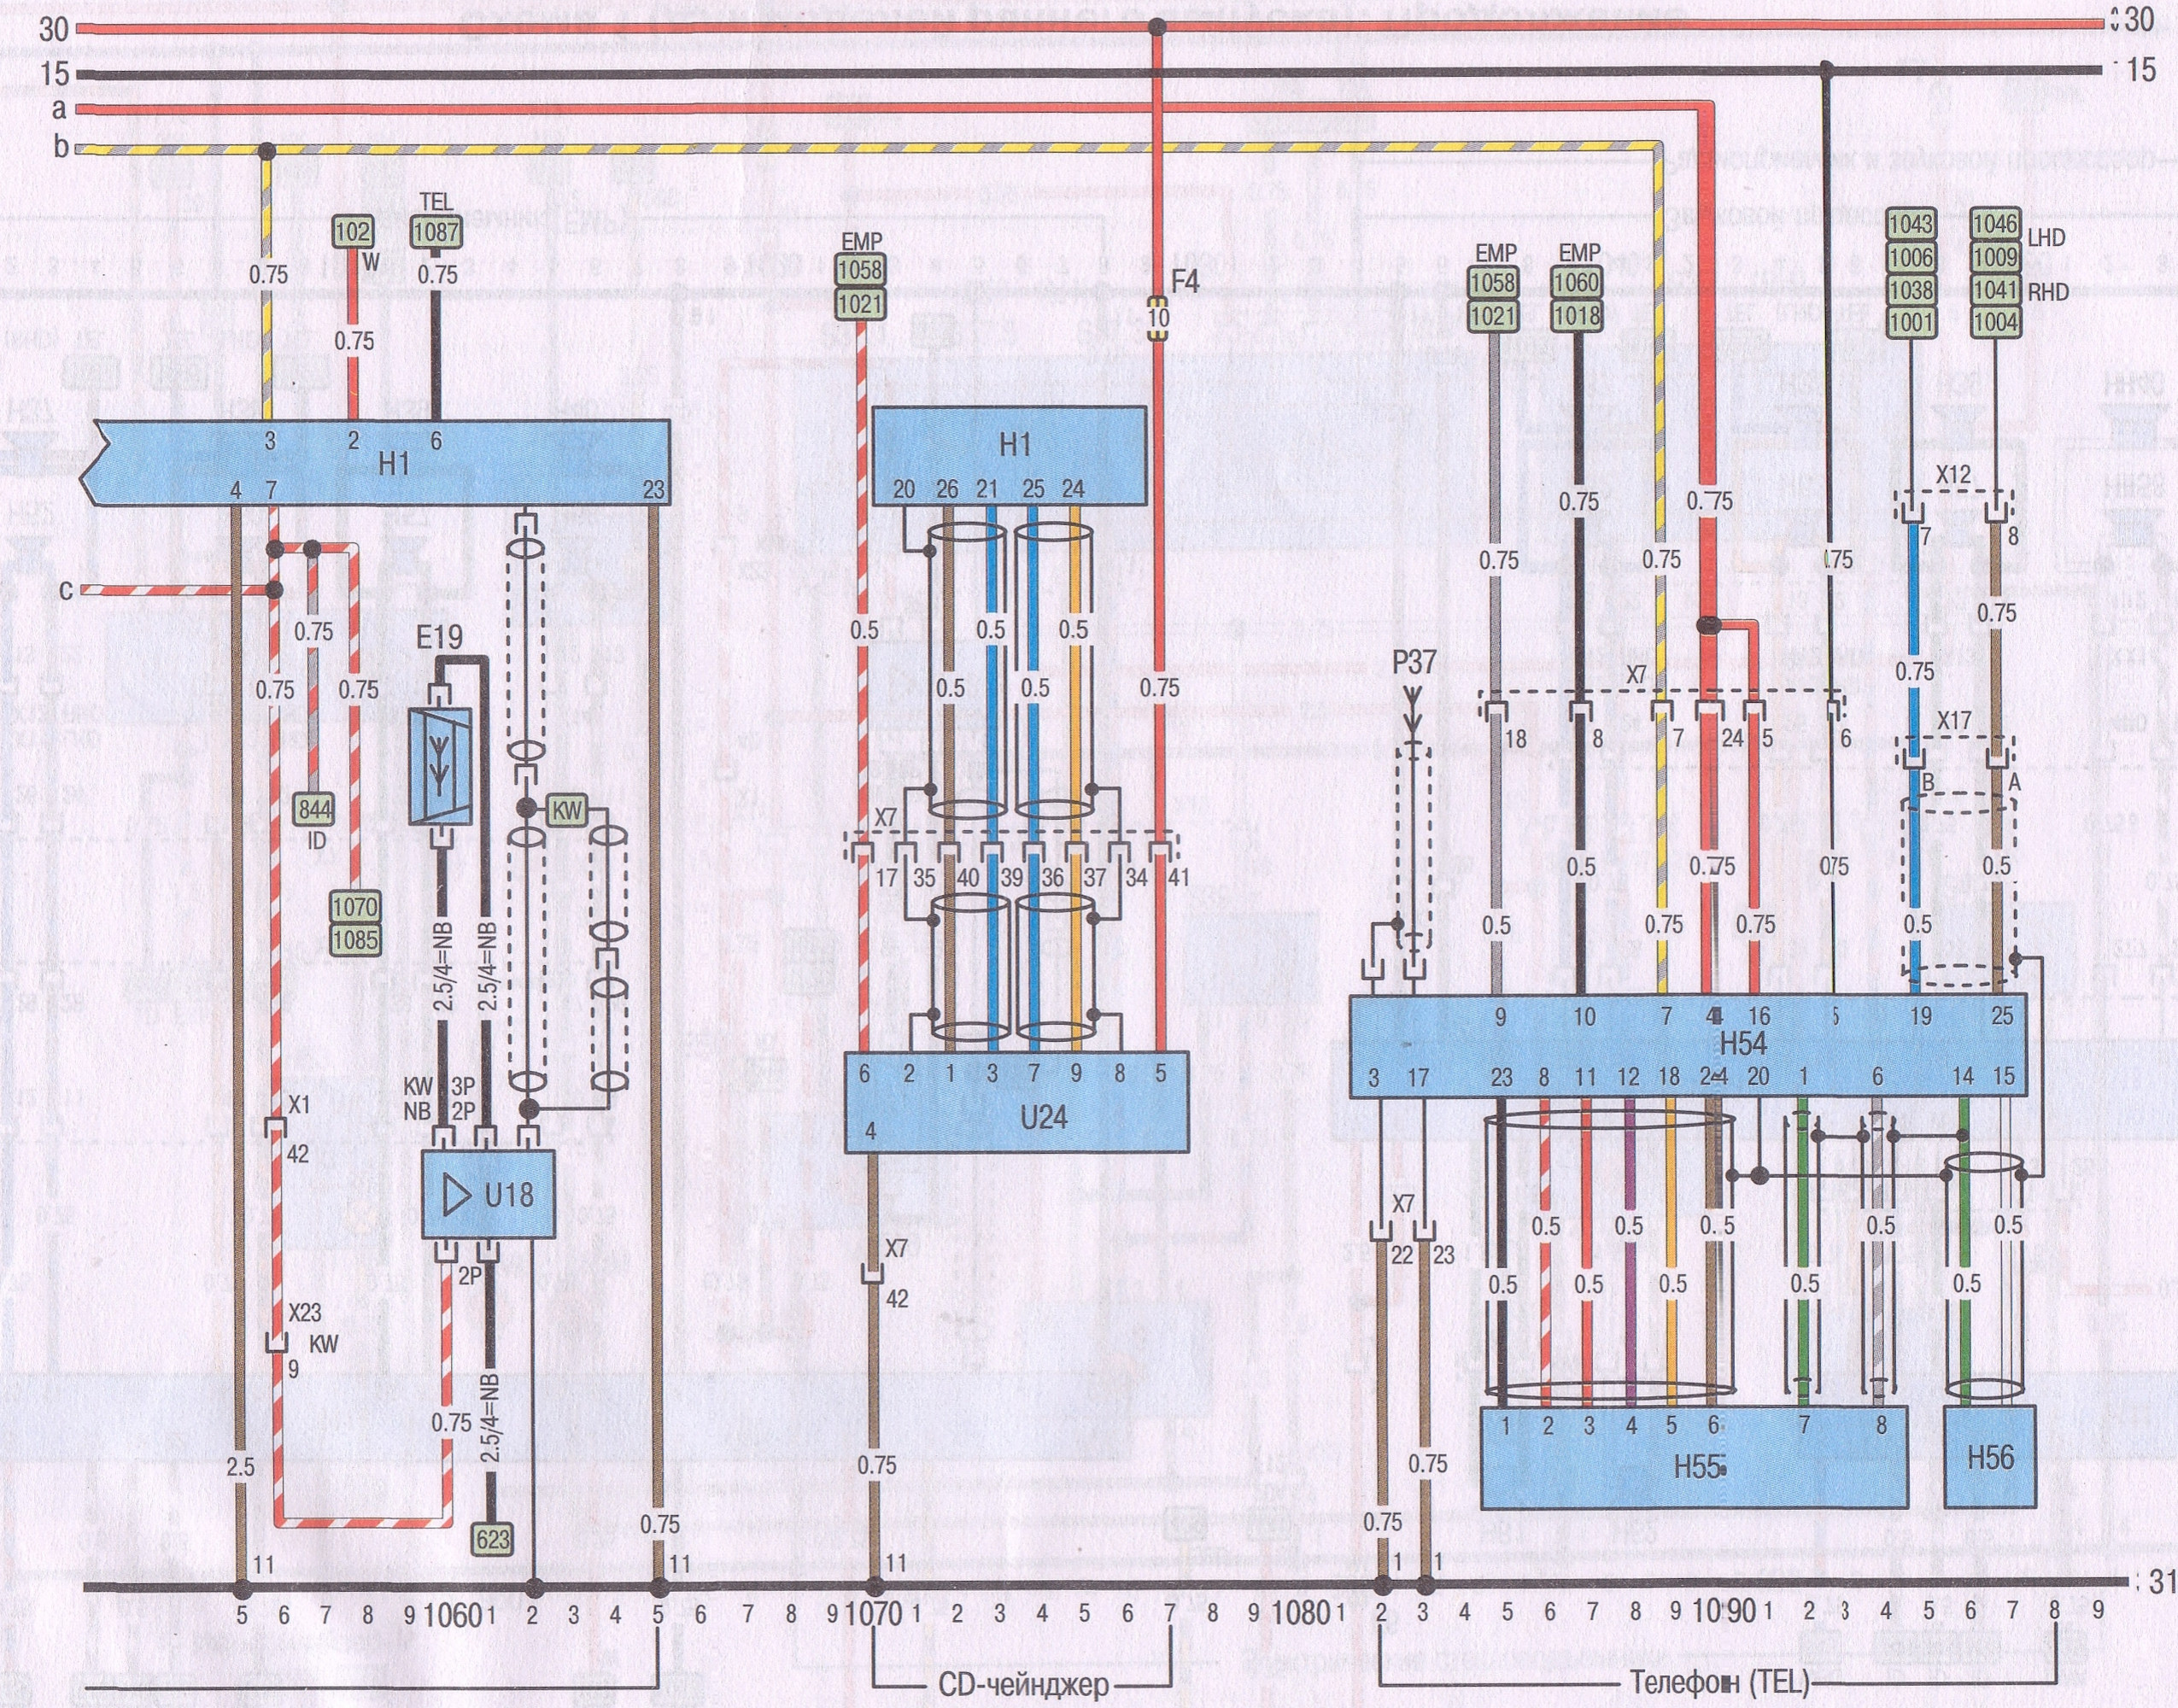 30 30
15 15
a
b
TEL
102 1087
W
0.75 0.75
0.75
EMP
1058
1021
F4
10
EMP EMP
1058 1060
1021 1018
1043 1046 LHD
1006 1009
1038 1041 RHD
1001 1004
3 2 6
H1
4 7 23
H1
20 26 21 25 24
0.75 0.75
X12
7 8
0.75 0.75
c
0.75
0.75 0.75
E19
0.5 0.5 0.5
0.5 0.5 0.75
P37
X7
18 8 7 24 5 6
0.75
0.75
X17
B A
844
ID
KW
X7
17 35 40 39 36 37 34 41
1070
1085
2.5/4=NB 2.5/4=NB
0.5 0.75 0.5
0.5 0.75 0.75 0.5
9 10 7 16 19 25
H54
3 17 23 8 11 12 18 20 1 6 14 15
6 2 1 3 7 9 8 5
U24
4
KW 3P
NB 2P
X1
42
U18
2P
X7
22 23
0.5 0.5 0.5 0.5 0.5
0.5 0.5 0.5 0.5 0.5
X7
42
X23
KW
9
0.75
2.5/4=NB
1 2 3 4 5 6 7 8
H55
H56
2.5
0.75
0.75
0.75
0.75
623
11 11 11 1 1
31
5 6 7 8 9 1060 1 2 3 4 5 6 7 8 9 1070 1 2 3 4 5 6 7 8 9 1080 1 2 3 4 5 6 7 8 9 1090 1 2 3 4 5 6 7 8 9
CD-чейнджер
Телефон (TEL)